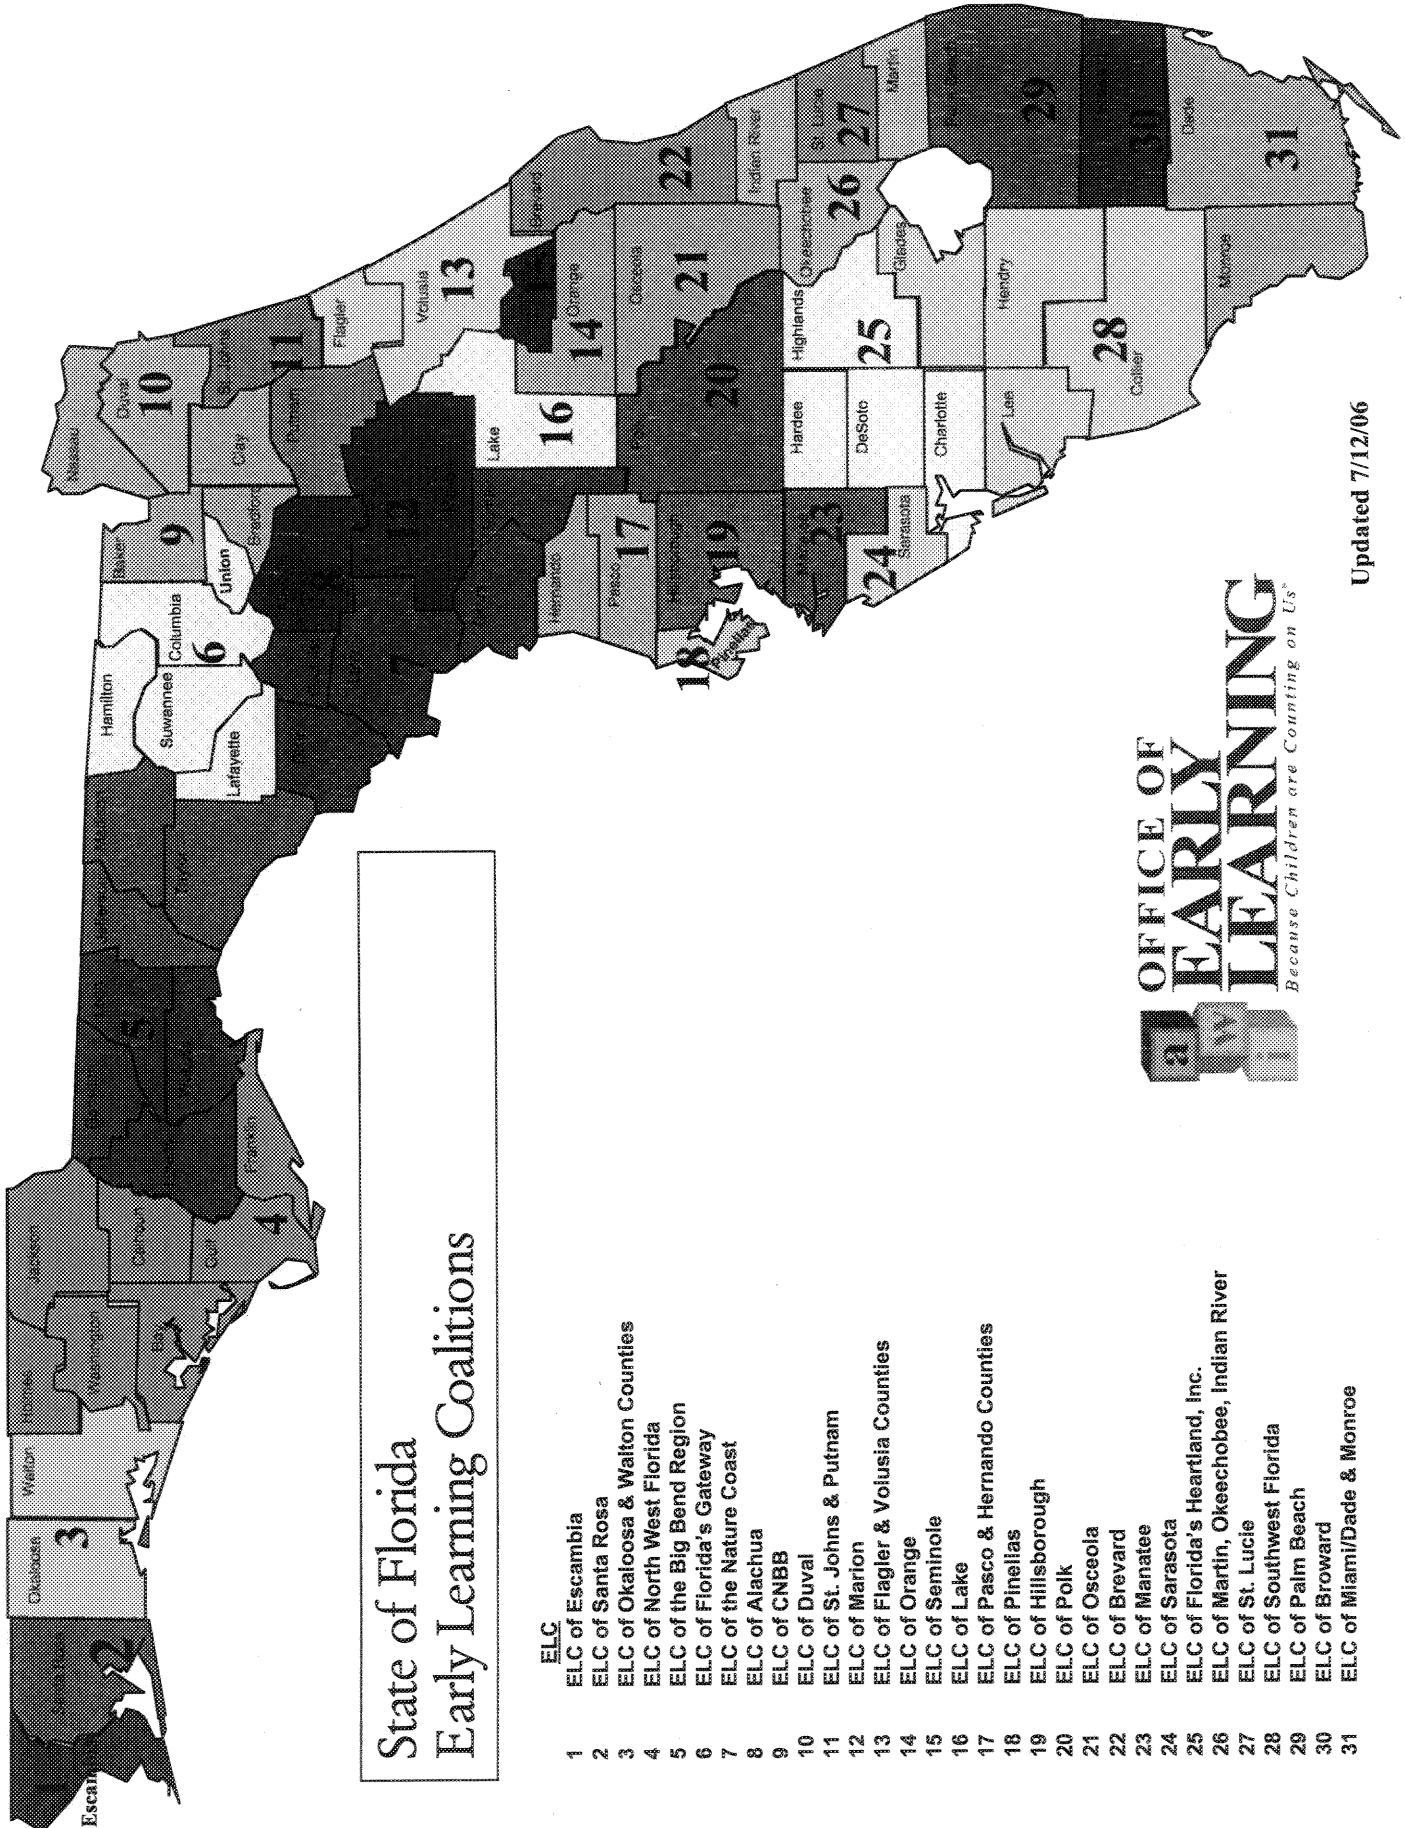 State of Florida
Early Learning Coalitions
ELC
1 ELC of Escambia
2 ELC of Santa Rosa
3 ELC of Okaloosa & Walton Counties
4 ELC of North West Florida
5 ELC of the Big Bend Region
6 ELC of Florida's Gateway
7 ELC of the Nature Coast
8 ELC of Alachua
9 ELC of CNBB
10 ELC of Duval
11 ELC of St. Johns & Putnam
12 ELC of Marion
13 ELC of Flagler & Volusia Counties
14 ELC of Orange
15 ELC of Seminole
16 ELC of Lake
17 ELC of Pasco & Hernando Counties
18 ELC of Pinellas
19 ELC of Hillsborough
20 ELC of Polk
21 ELC of Osceola
22 ELC of Brevard
23 ELC of Manatee
24 ELC of Sarasota
25 ELC of Florida's Heartland, Inc.
26 ELC of Martin, Okeechobee, Indian River
27 ELC of St. Lucie
28 ELC of Southwest Florida
29 ELC of Palm Beach
30 ELC of Broward
31 ELC of Miami/Dade & Monroe
1
Santa Rosa
2
Okaloosa
3
Walton
Holmes
Washington
Bay
Jackson
Calhoun
Gulf
4
Franklin
5
Taylor
Hamilton
Suwannee
Lafayette
Columbia
6
7
8
Baker
9
Union
Bradford
Nassau
Duval
10
Clay
St. Johns
11
Putnam
12
Flagler
Volusia
13
Lake
16
Orange
14
Osceola
21
Brevard
22
Hernando
Pasco
17
18
Pinellas
19
20
23
Sarasota
24
Hardee
Highlands
DeSoto
25
Charlotte
Glades
Okeechobee
26
Indian River
St. Lucie
27
Martin
Lee
Hendry
Collier
28
29
30
Dade
31
Monroe
a
w
i
OFFICE OF
EARLY
LEARNING
Because Children are Counting on Us
Updated 7/12/06